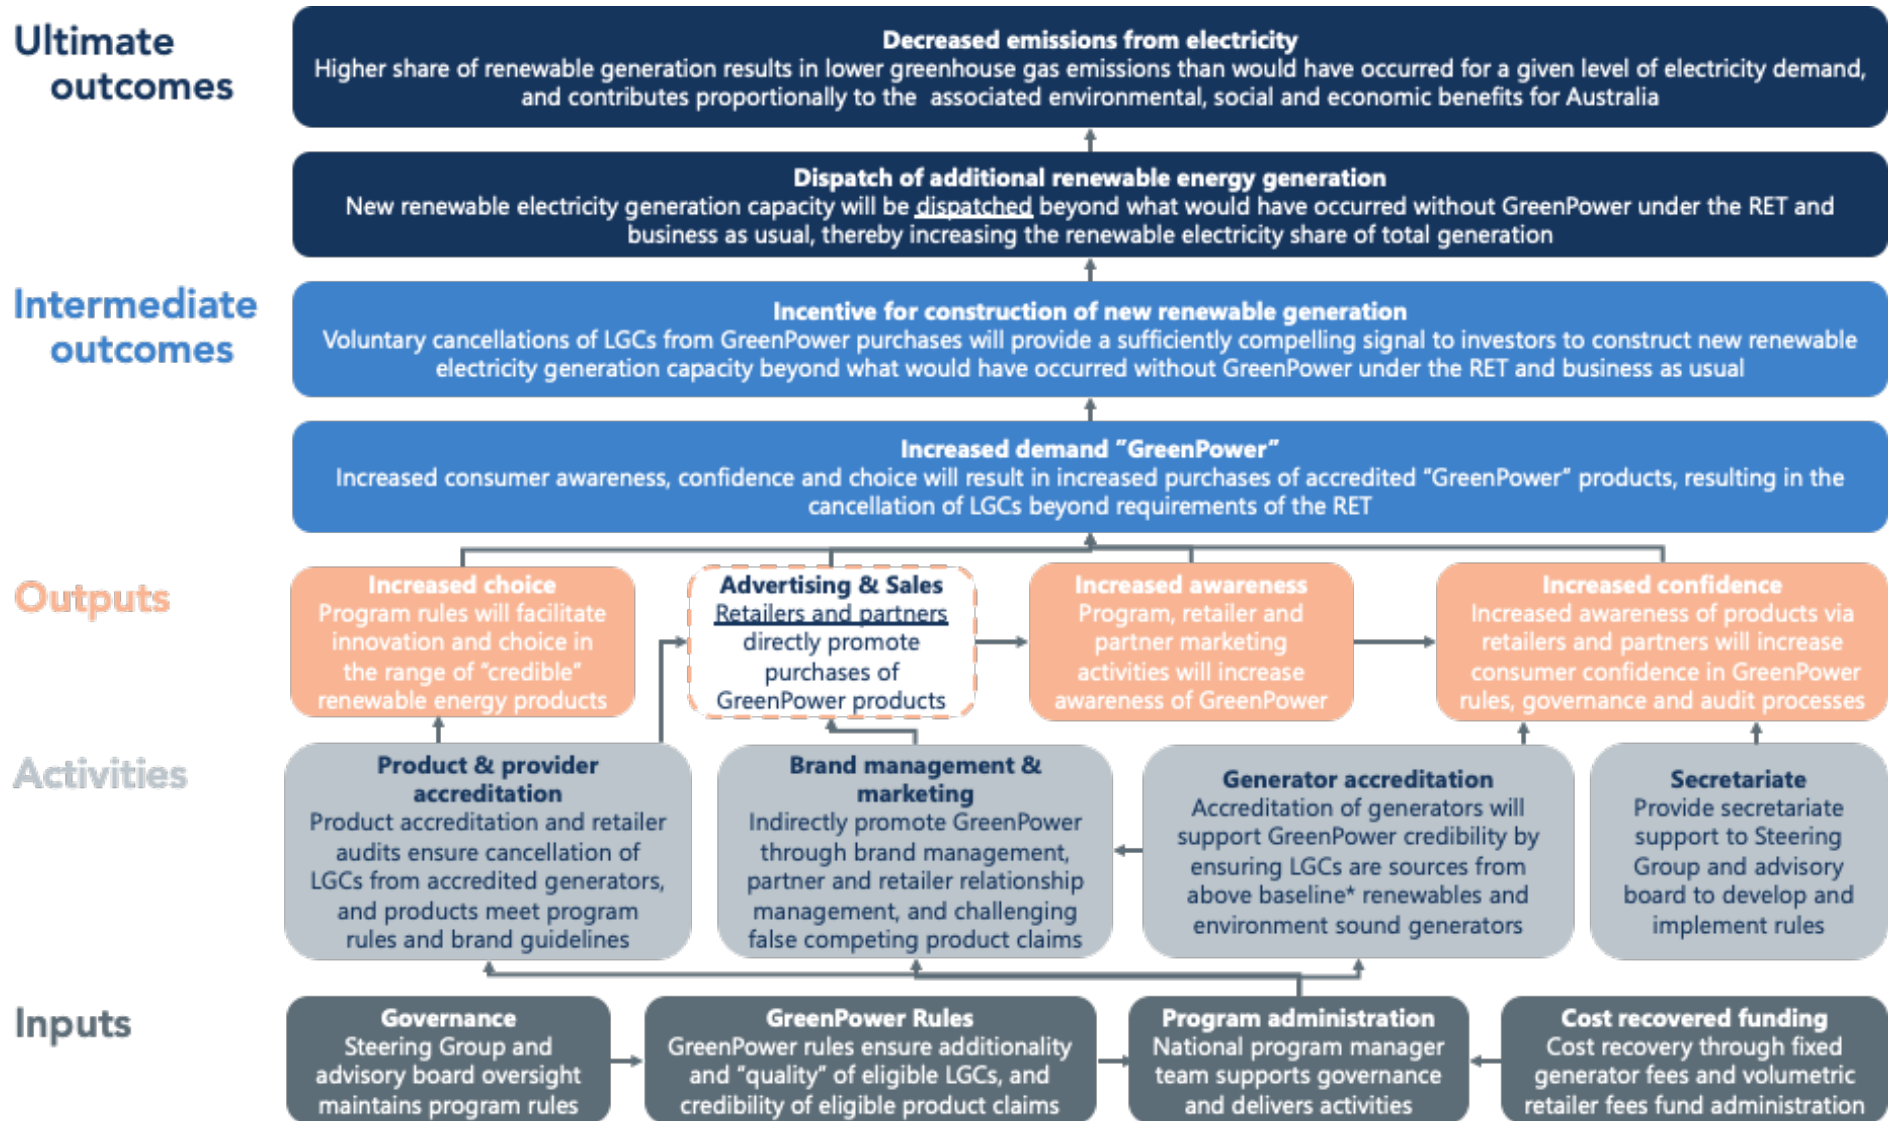 Ultimate
outcomes
Decreased emissions from electricity
Higher share of renewable generation results in lower greenhouse gas emissions than would have occurred for a given level of electricity demand,
and contributes proportionally to the associated environmental, social and economic benefits for Australia
Dispatch of additional renewable energy generation
New renewable electricity generation capacity will be dispatched beyond what would have occurred without GreenPower under the RET and
business as usual, thereby increasing the renewable electricity share of total generation
Intermediate
outcomes
Incentive for construction of new renewable generation
Voluntary cancellations of LGCs from GreenPower purchases will provide a sufficiently compelling signal to investors to construct new renewable
electricity generation capacity beyond what would have occurred without GreenPower under the RET and business as usual
Increased demand "GreenPower"
Increased consumer awareness, confidence and choice will result in increased purchases of accredited "GreenPower" products, resulting in the
cancellation of LGCs beyond requirements of the RET
Outputs
Increased choice
Program rules will facilitate
innovation and choice in
the range of "credible"
renewable energy products
Advertising & Sales
Retailers and partners
directly promote
purchases of
GreenPower products
Increased awareness
Program, retailer and
partner marketing
activities will increase
awareness of GreenPower
Increased confidence
Increased awareness of products via
retailers and partners will increase
consumer confidence in GreenPower
rules, governance and audit processes
Activities
Product & provider
accreditation
Product accreditation and retailer
audits ensure cancellation of
LGCs from accredited generators,
and products meet program
rules and brand guidelines
Brand management &
marketing
Indirectly promote GreenPower
through brand management,
partner and retailer relationship
management, and challenging
false competing product claims
Generator accreditation
Accreditation of generators will
support GreenPower credibility by
ensuring LGCs are sources from
above baseline* renewables and
environment sound generators
Secretariate
Provide secretariate
support to Steering
Group and advisory
board to develop and
implement rules
Inputs
Governance
Steering Group and
advisory board oversight
maintains program rules
GreenPower Rules
GreenPower rules ensure additionality
and "quality" of eligible LGCs, and
credibility of eligible product claims
Program administration
National program manager
team supports governance
and delivers activities
Cost recovered funding
Cost recovery through fixed
generator fees and volumetric
retailer fees fund administration